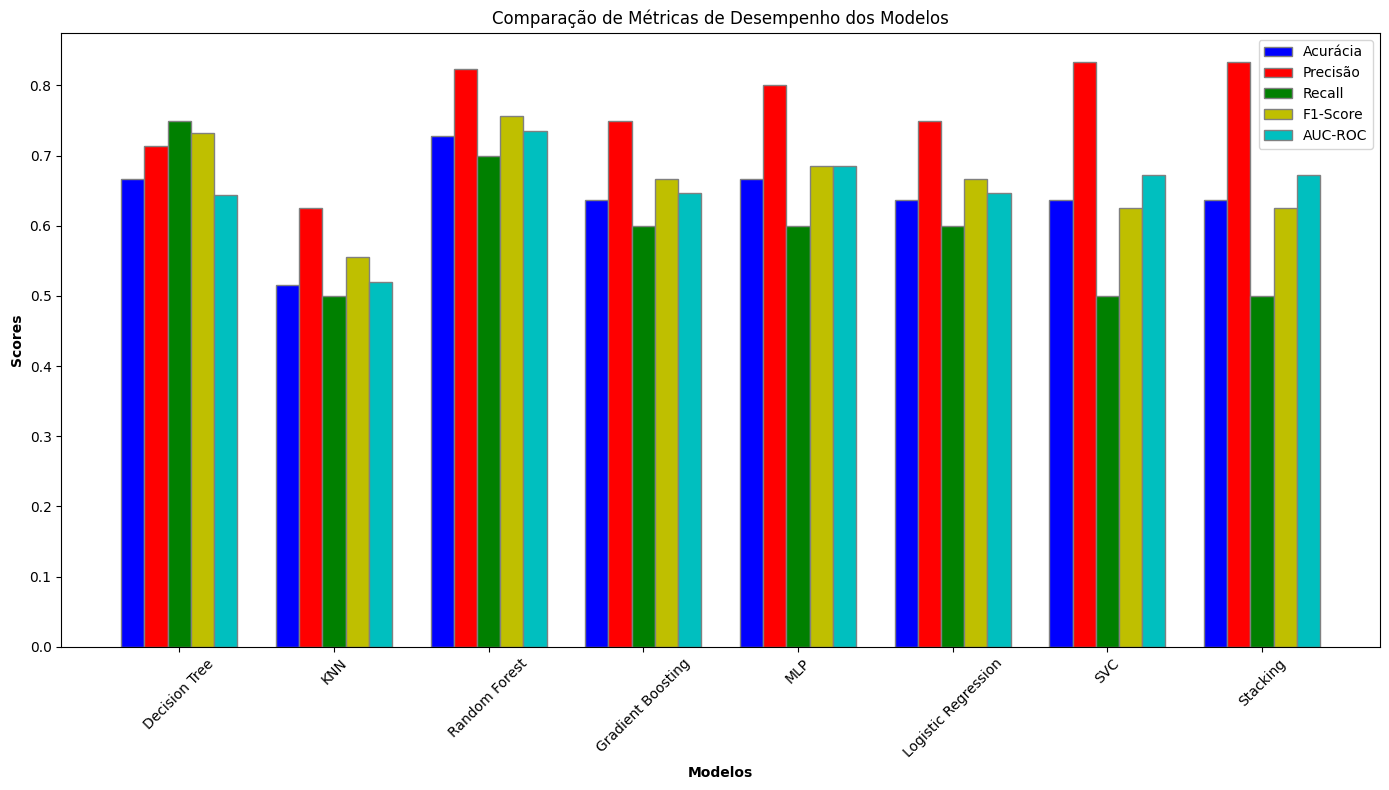 Comparação de Métricas de Desempenho dos Modelos
Acurácia
Precisão
Recall
F1-Score
AUC-ROC
Scores
0.8
0.7
0.6
0.5
0.4
0.3
0.2
0.1
0.0
Decision Tree
KNN
Random Forest
Gradient Boosting
MLP
Logistic Regression
SVC
Stacking
Modelos